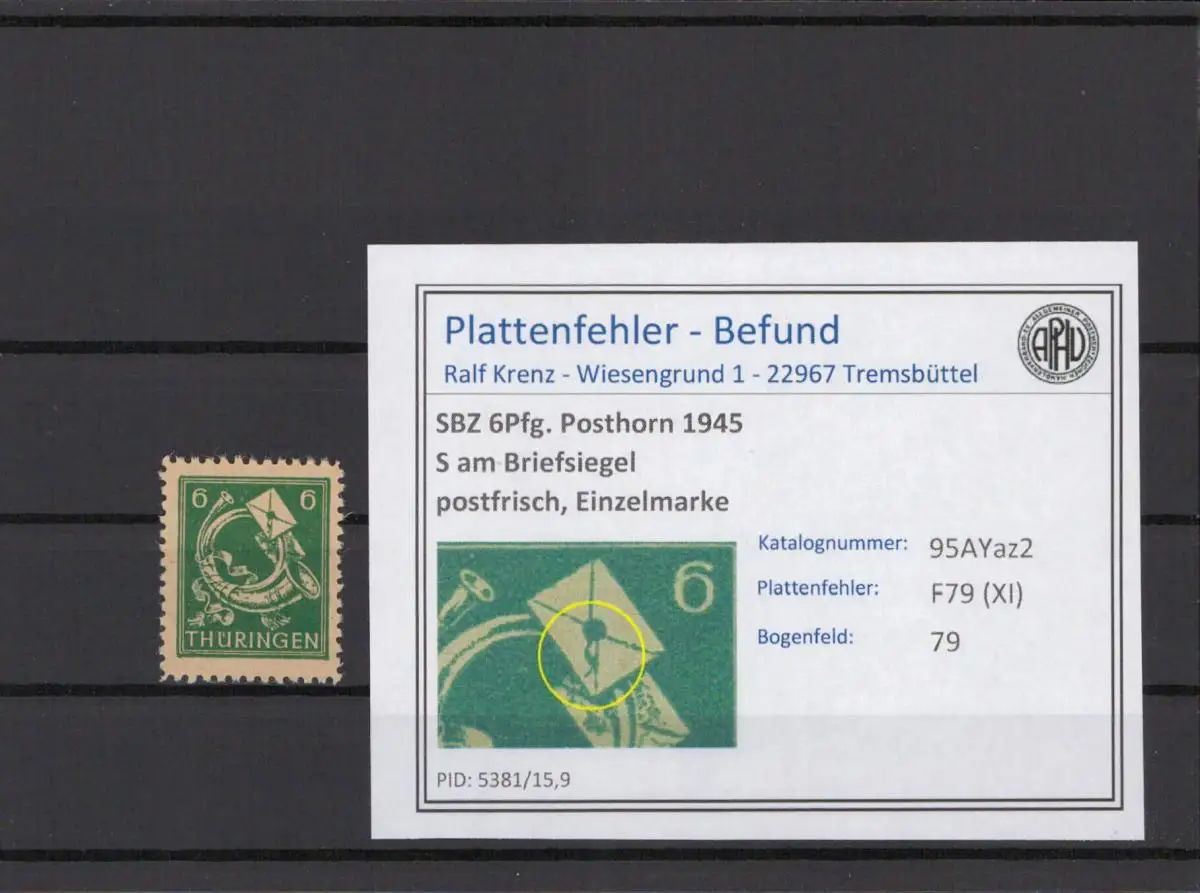 6 6
THÜRINGEN
Plattenfehler - Befund
Ralf Krenz - Wiesengrund 1 - 22967 Tremsbüttel
APHV
SBZ 6Pfg. Posthorn 1945
S am Briefsiegel
postfrisch, Einzelmarke
6
Katalognummer: 95AYaz2
Plattenfehler: F79 (XI)
Bogenfeld: 79
PID: 5381/15,9